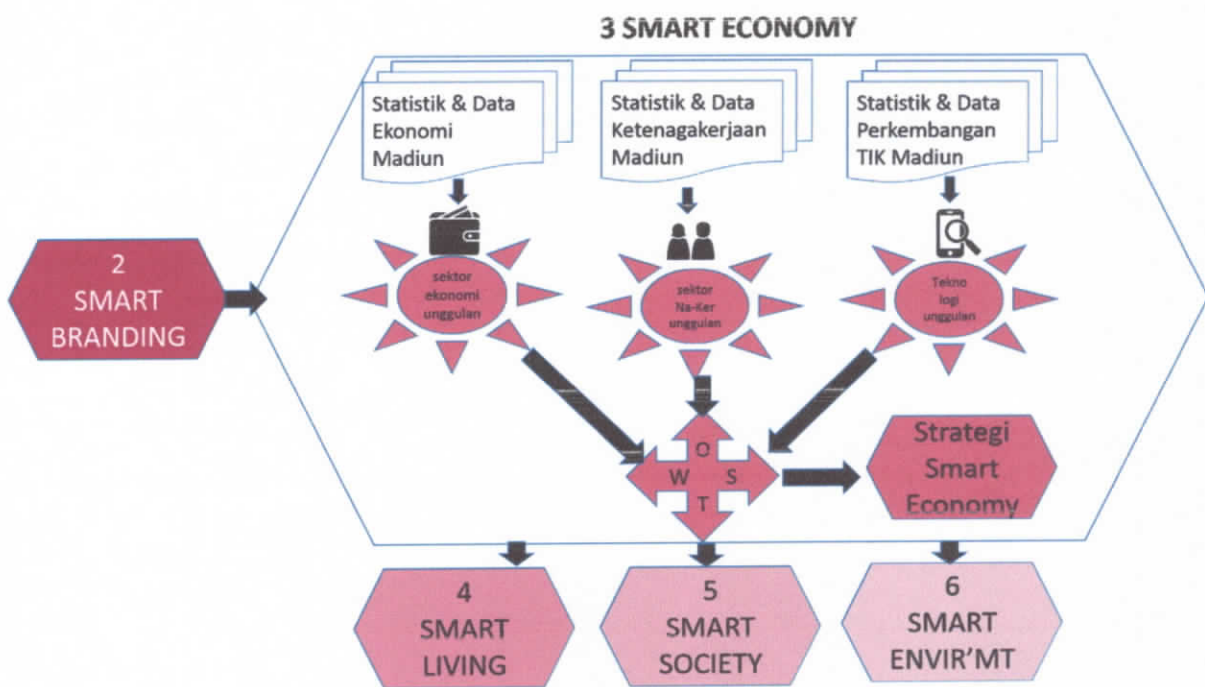 3 SMART ECONOMY
Statistik & Data
Ekonomi
Madiun
Statistik & Data
Ketenagakerjaan
Madiun
Statistik & Data
Perkembangan
TIK Madiun
2
SMART
BRANDING
sektor
ekonomi
unggulan
sektor
Na-Ker
unggulan
Tekno
logi
unggulan
O
W S
T
Strategi
Smart
Economy
4
SMART
LIVING
5
SMART
SOCIETY
6
SMART
ENVIR'MT